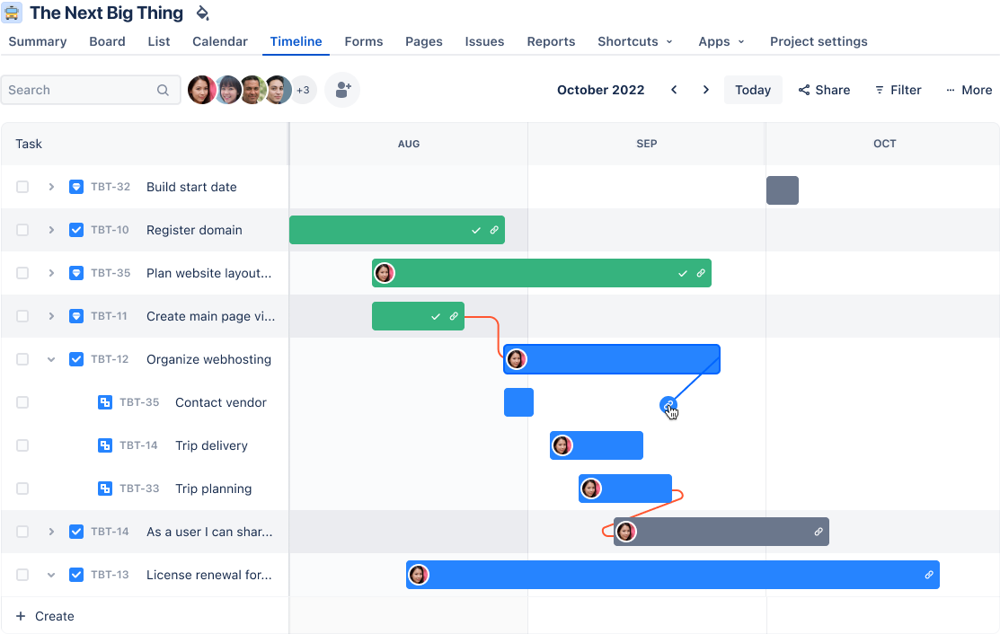 The Next Big Thing
Summary Board List Calendar Timeline Forms Pages Issues Reports Shortcuts Apps Project settings
Search +3 October 2022 Today Share Filter More
Task AUG SEP OCT
TBT-32 Build start date
TBT-10 Register domain
TBT-35 Plan website layout...
TBT-11 Create main page vi...
TBT-12 Organize webhosting
TBT-35 Contact vendor
TBT-14 Trip delivery
TBT-33 Trip planning
TBT-14 As a user I can shar...
TBT-13 License renewal for...
+ Create